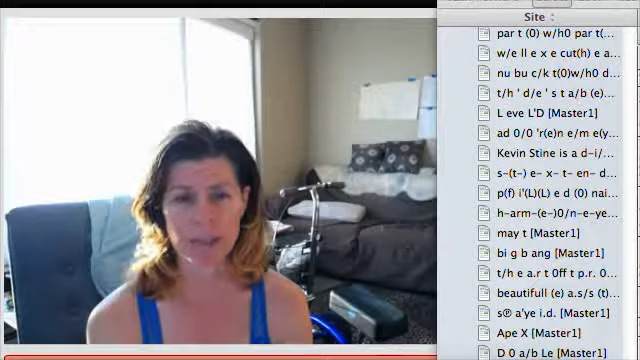 Site
par t (0) w/h0 par t(...
w/e ll e x e cut(h) e a...
nu bu c/k t(0)w/h0 d...
t/h ' d/e ' s t a/b (e)...
L eve L'D [Master1]
ad 0/0 'r(e)n e/m e(y...
Kevin Stine is a d-i/...
s-(t-) e- x- t- en- d...
p(f) i'(L)(L) e d (0) nai...
h-arm-(e-)0/n-e-ye...
may t [Master1]
bi g b ang [Master1]
t/h e a.r t 0ff t p.r. 0...
beautifull (e) a.s/s (t)...
s® a'ye i.d. [Master1]
Ape X [Master1]
D 0 a/b Le [Master1]